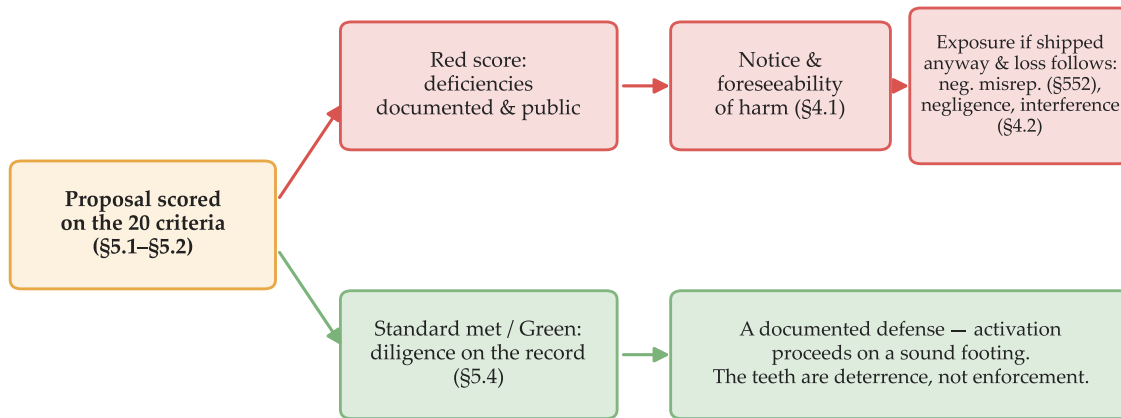 Proposal scored
on the 20 criteria
(§5.1–§5.2)
Red score:
deficiencies
documented & public
Notice &
foreseeability
of harm (§4.1)
Exposure if shipped
anyway & loss follows:
neg. misrep. (§552),
negligence, interference
(§4.2)
Standard met / Green:
diligence on the record
(§5.4)
A documented defense — activation
proceeds on a sound footing.
The teeth are deterrence, not enforcement.